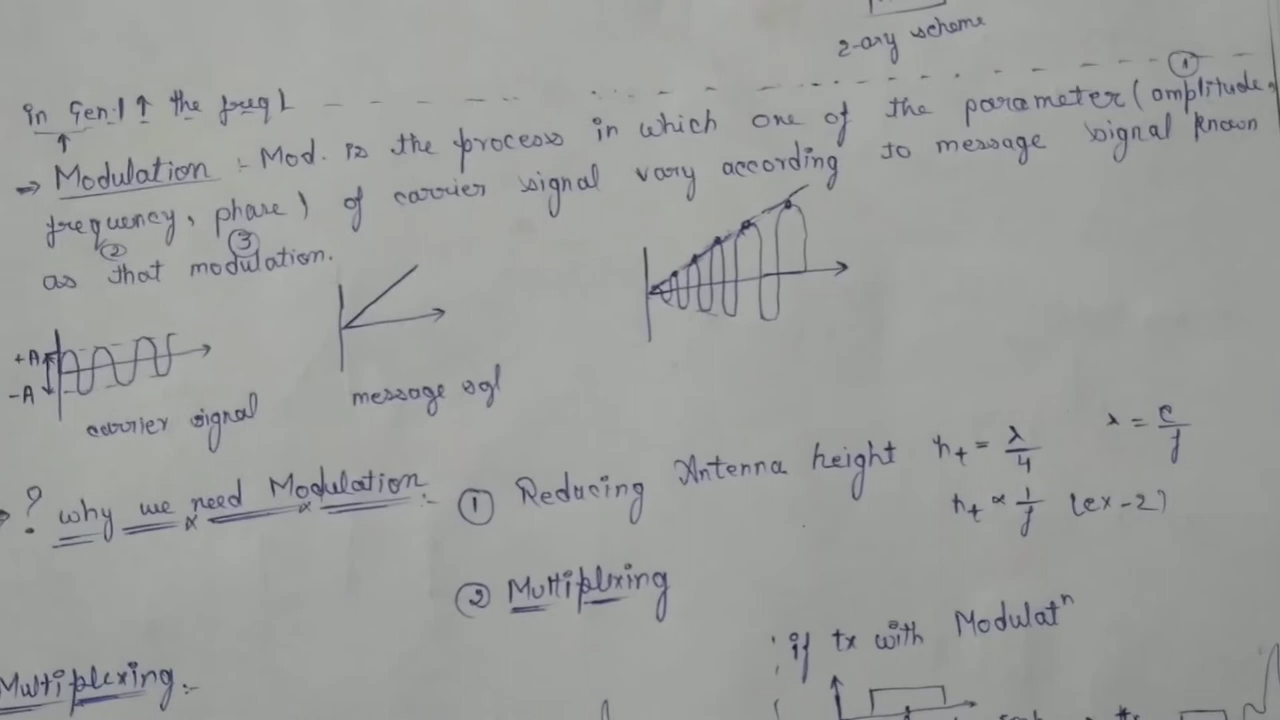 2-ary scheme
in Gen.l ↑ the freq
→ Modulation :- Mod. is the process in which one of the parameter ( amplitude, ①
frequency, phase ) of carrier signal vary according to message signal known
② ③
as that modulation.
+A
-A
carrier signal
message sgl
? why we need Modulation :- ① Reducing Antenna height ht = λ/4 λ = c/f
ht ∝ 1/f (ex-2)
② Multiplexing
if tx with Modulatⁿ
Multiplexing :-